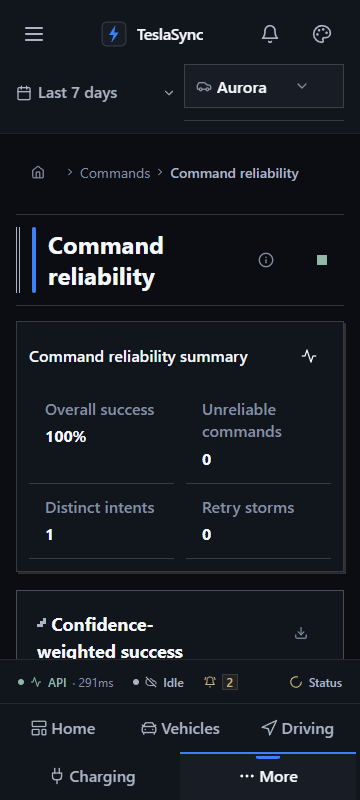 TeslaSync
Last 7 days
Aurora
Commands
Command reliability
Command
reliability
Command reliability summary
Overall success
100%
Unreliable
commands
0
Distinct intents
1
Retry storms
0
Confidence-
weighted success
API · 291ms
Idle
2
Status
Home
Vehicles
Driving
Charging
More